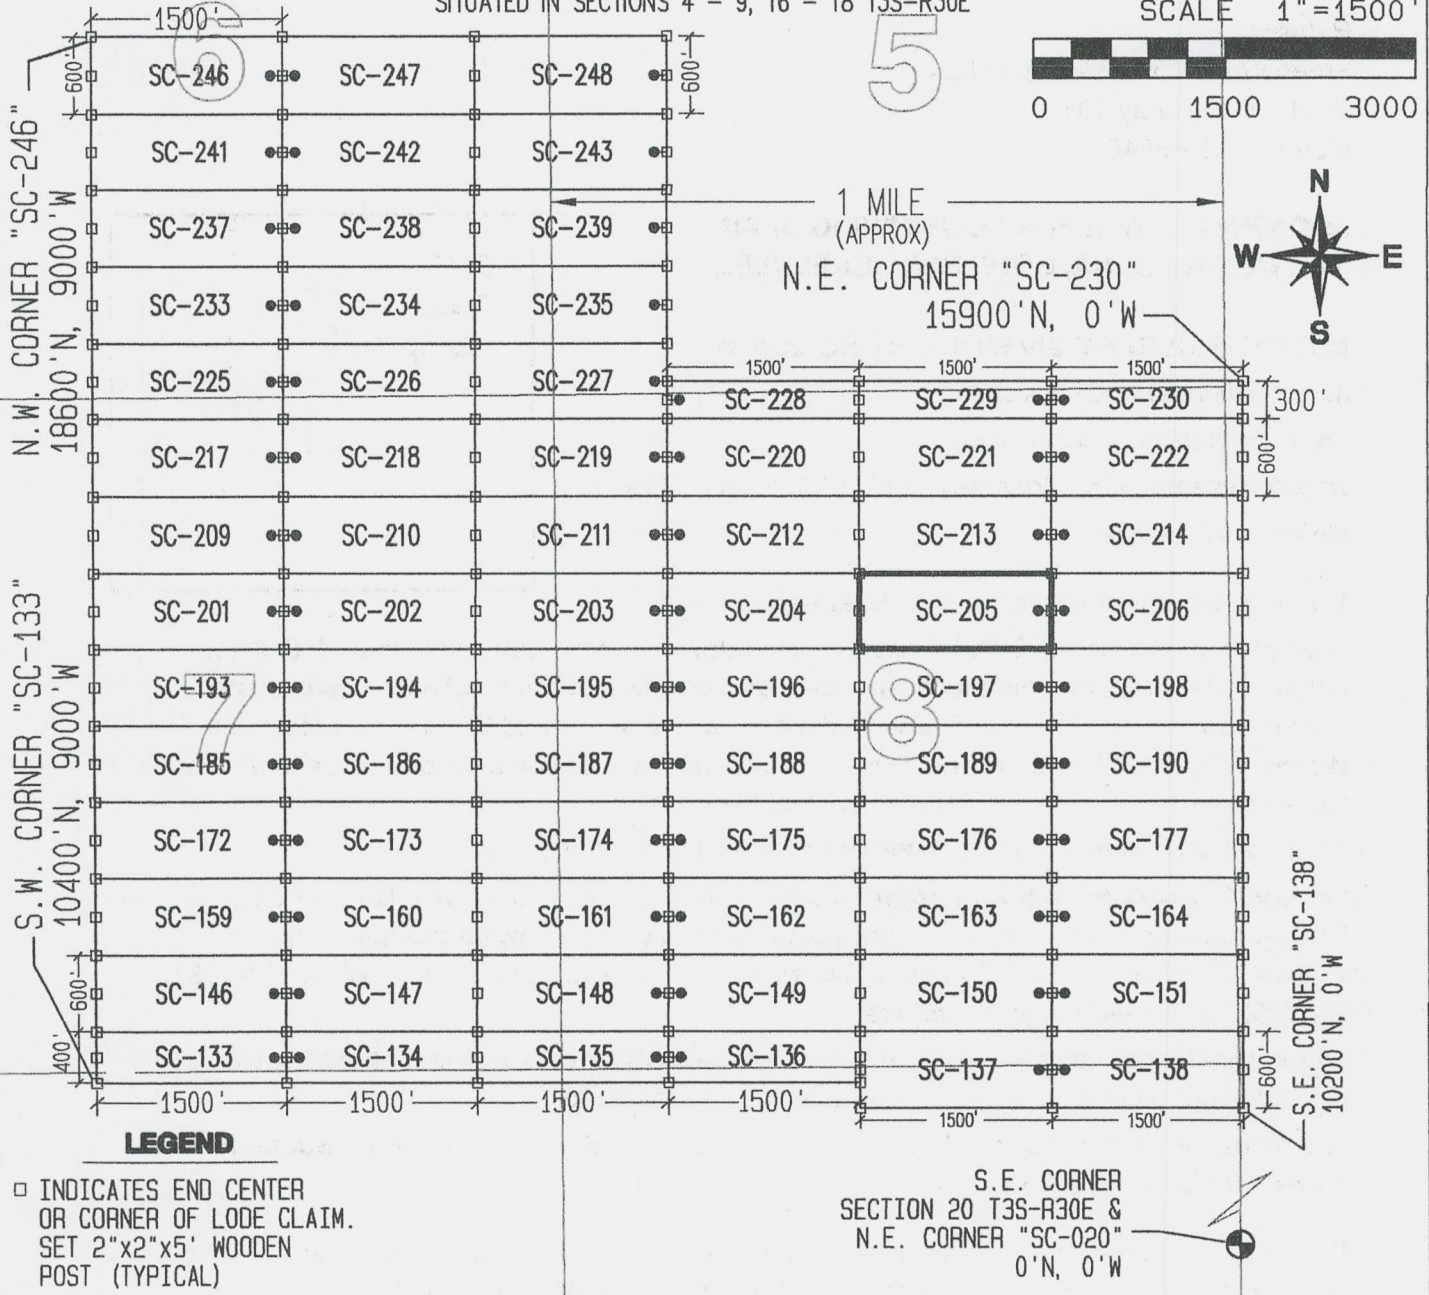 SITUATED IN SECTIONS 4 - 9, 16 - 18 T3S-R30E
SCALE 1"=1500'
0 1500 3000
6
5
1500'
600'
600'
SC-246 SC-247 SC-248
SC-241 SC-242 SC-243
SC-237 SC-238 SC-239
SC-233 SC-234 SC-235
SC-225 SC-226 SC-227
N.W. CORNER "SC-246"
18600'N, 9000'W
1 MILE
(APPROX)
N
W E
S
N.E. CORNER "SC-230"
15900'N, 0'W
1500' 1500' 1500'
SC-228 SC-229 SC-230
300'
SC-217 SC-218 SC-219 SC-220 SC-221 SC-222
600'
SC-209 SC-210 SC-211 SC-212 SC-213 SC-214
SC-201 SC-202 SC-203 SC-204 SC-205 SC-206
SC-193 SC-194 SC-195 SC-196 SC-197 SC-198
7
8
SC-185 SC-186 SC-187 SC-188 SC-189 SC-190
SC-172 SC-173 SC-174 SC-175 SC-176 SC-177
SC-159 SC-160 SC-161 SC-162 SC-163 SC-164
SC-146 SC-147 SC-148 SC-149 SC-150 SC-151
SC-133 SC-134 SC-135 SC-136 SC-137 SC-138
S.W. CORNER "SC-133"
10400'N, 9000'W
600'
400'
600'
S.E. CORNER "SC-138"
10200'N, 0'W
1500' 1500' 1500' 1500'
1500' 1500'
LEGEND
□ INDICATES END CENTER
OR CORNER OF LODE CLAIM.
SET 2"x2"x5' WOODEN
POST (TYPICAL)
S.E. CORNER
SECTION 20 T3S-R30E &
N.E. CORNER "SC-020"
0'N, 0'W